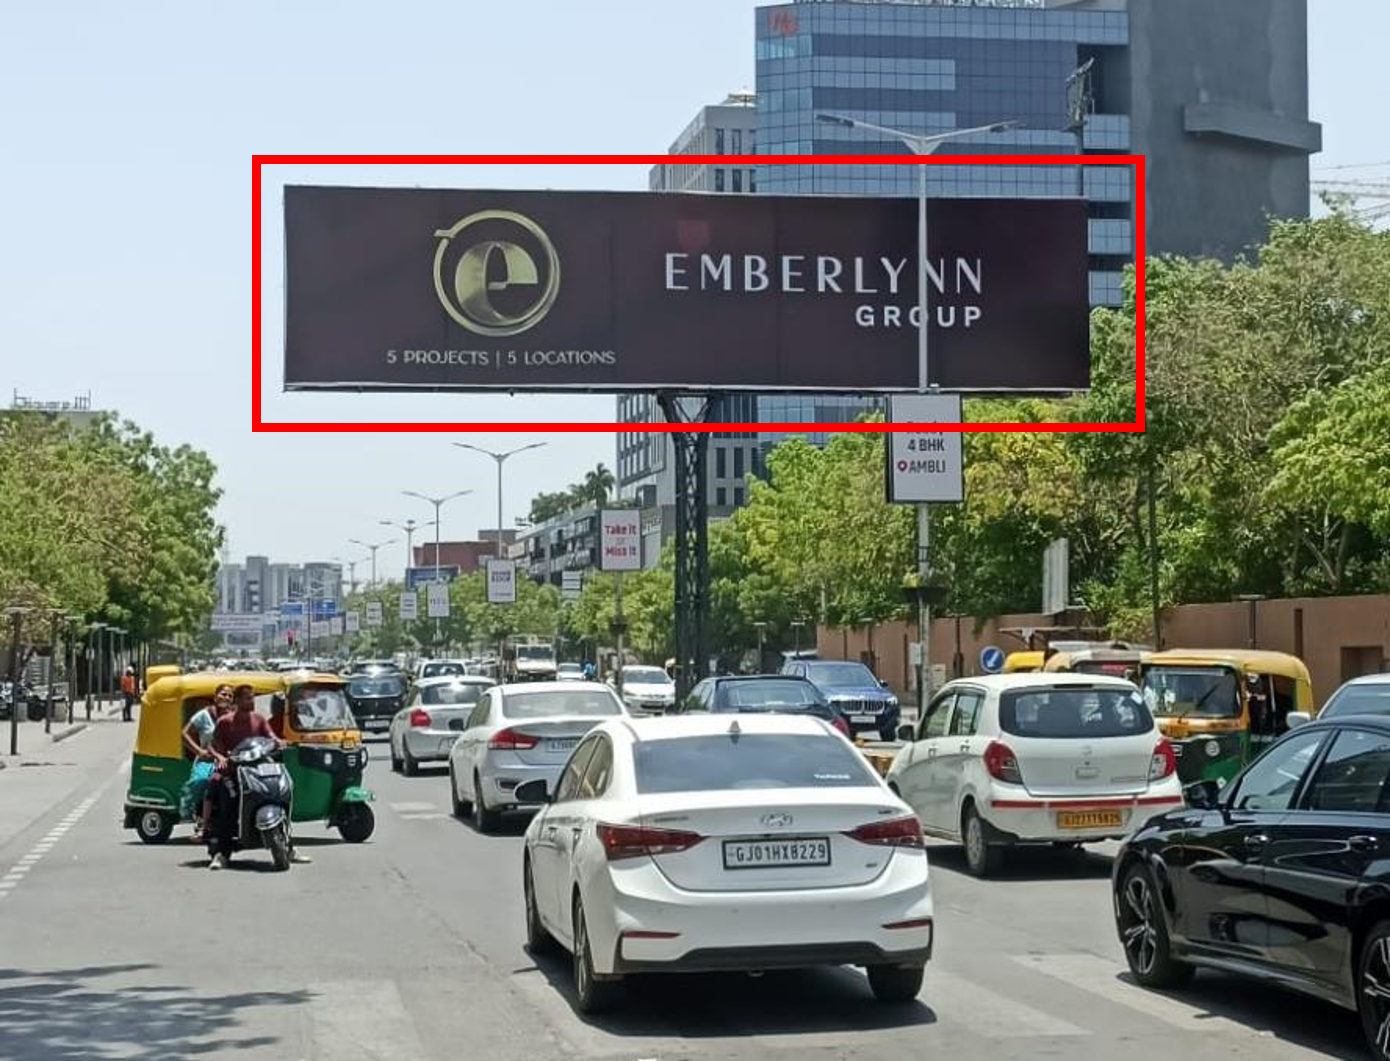 5 PROJECTS | 5 LOCATIONS
EMBERLYNN
GROUP
4 BHK
AMBLI
Take it
Miss it
GJ01HX8229